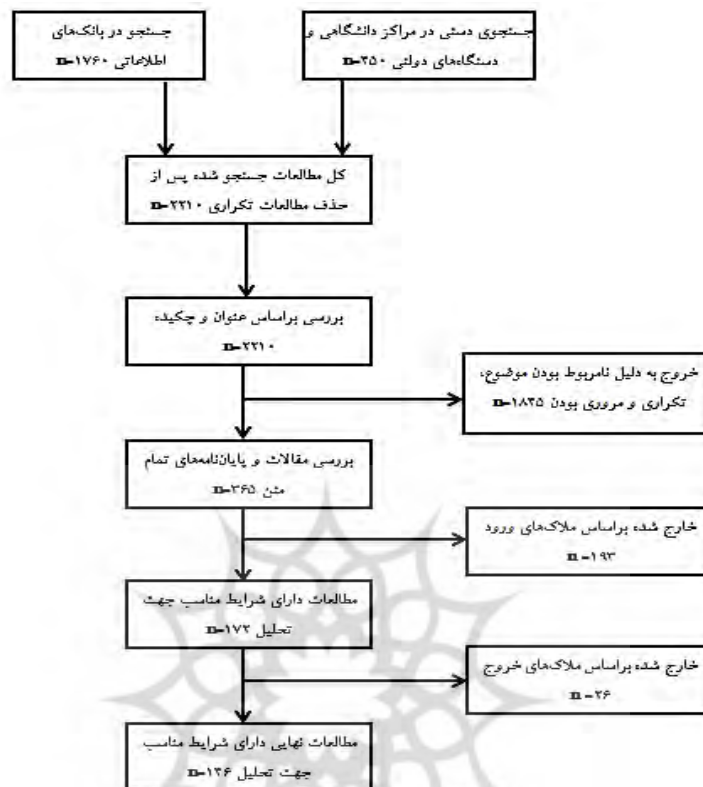 جستجوی دستی در مراکز دانشگاهی و
دستگاه‌های دولتی n=۴۵۰
جستجو در بانک‌های
اطلاعاتی n=۱۷۶۰
کل مطالعات جستجو شده پس از
حذف مطالعات تکراری n=۲۲۱۰
بررسی براساس عنوان و چکیده
n=۲۲۱۰
خروج به دلیل نامربوط بودن موضوع،
تکراری و مروری بودن n=۱۸۴۵
بررسی مقالات و پایان‌نامه‌های تمام
متن n=۳۶۵
خارج شده براساس ملاک‌های ورود
n =۱۹۳
مطالعات دارای شرایط مناسب جهت
تحلیل n=۱۷۲
خارج شده براساس ملاک‌های خروج
n =۲۶
مطالعات نهایی دارای شرایط مناسب
جهت تحلیل n=۱۴۶